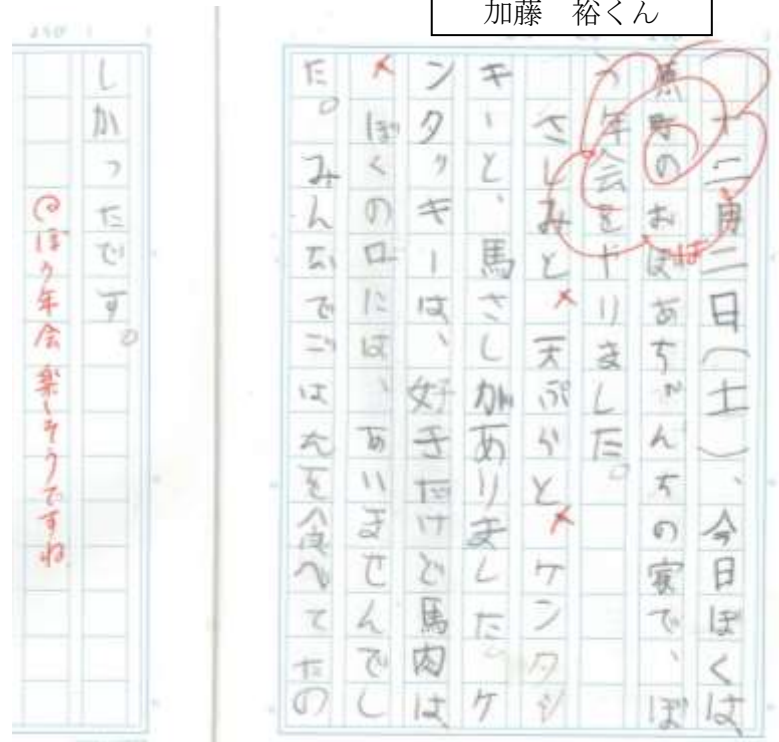 加藤　裕くん
十二月二日(土)、今日ぼくは、
町のおぼあちゃんちの家で、ぼ
ば
う年会をやりました。
さしみと 天ぷらと ケンタッ
キーと、馬さしがありました。ケ
ンタッキーは、好きだけど馬肉は、
ぼくの口には、あいませんでし
た。みんなでごはんを食べてたの
しかったです。
ぼう年会楽しそうですね